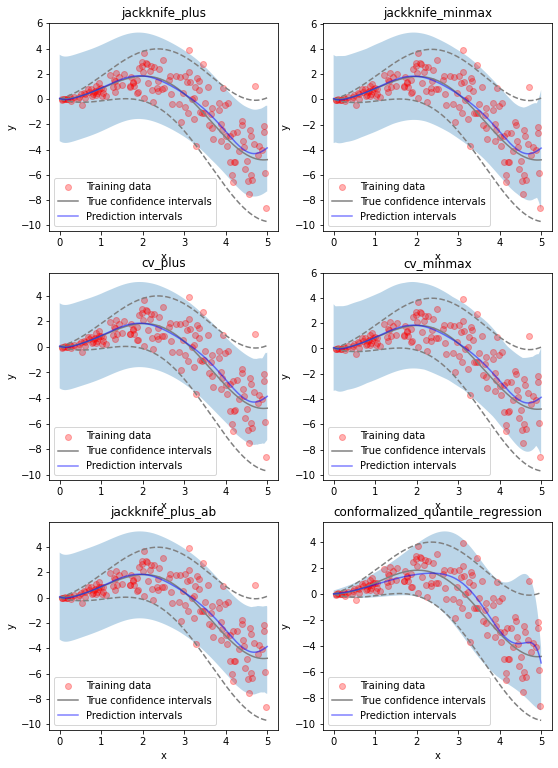 jackknife_plus
6
4
2
0
−2
−4
−6
−8
−10
y
Training data
True confidence intervals
Prediction intervals
0 1 2 3 4 5
x
jackknife_minmax
6
4
2
0
−2
−4
−6
−8
−10
y
Training data
True confidence intervals
Prediction intervals
0 1 2 3 4 5
x
cv_plus
4
2
0
−2
−4
−6
−8
−10
y
Training data
True confidence intervals
Prediction intervals
0 1 2 3 4 5
x
cv_minmax
6
4
2
0
−2
−4
−6
−8
−10
y
Training data
True confidence intervals
Prediction intervals
0 1 2 3 4 5
x
jackknife_plus_ab
4
2
0
−2
−4
−6
−8
−10
y
Training data
True confidence intervals
Prediction intervals
0 1 2 3 4 5
x
conformalized_quantile_regression
4
2
0
−2
−4
−6
−8
−10
y
Training data
True confidence intervals
Prediction intervals
0 1 2 3 4 5
x